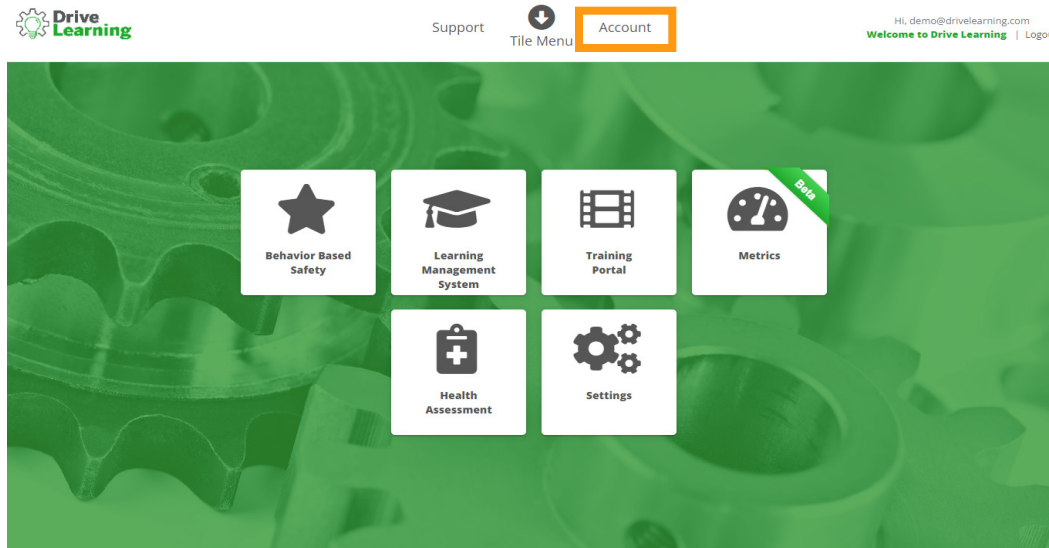 Drive
Learning
Support
Tile Menu
Account
Hi, demo@drivelearning.com
Welcome to Drive Learning | Logou
Behavior Based
Safety
Learning
Management
System
Training
Portal
Beta
Metrics
Health
Assessment
Settings